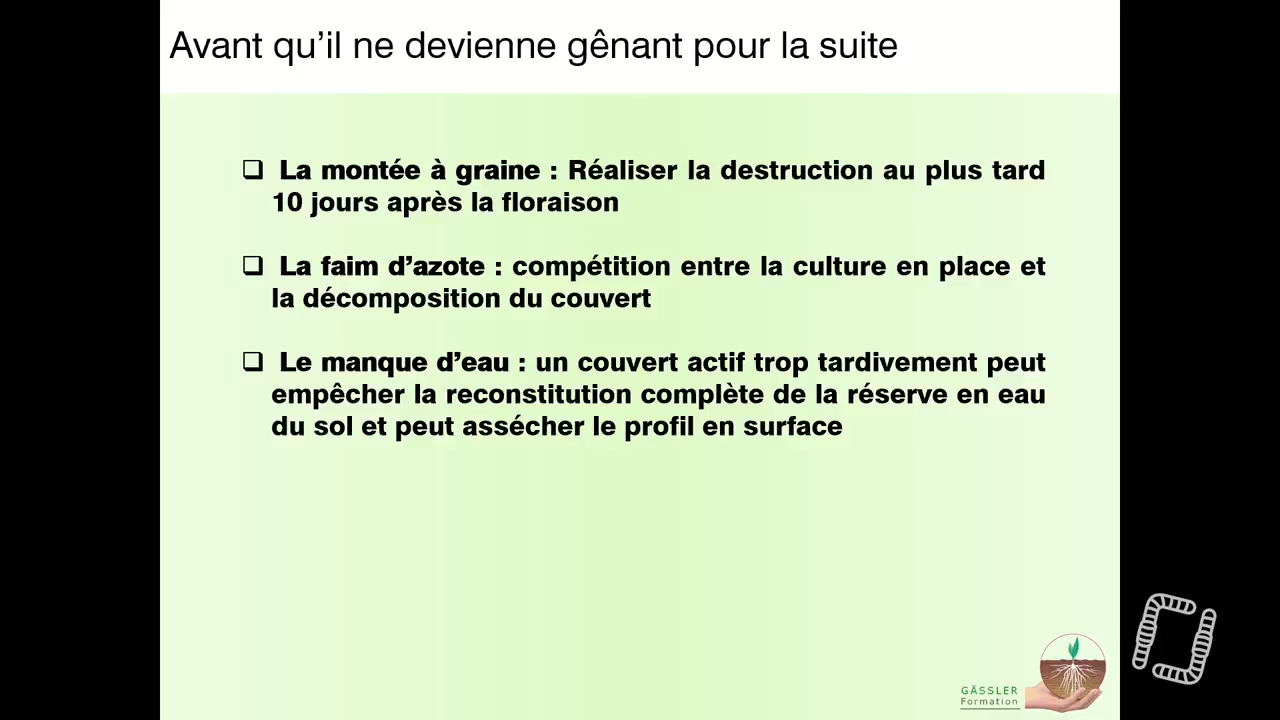 Avant qu’il ne devienne gênant pour la suite
❑ La montée à graine : Réaliser la destruction au plus tard
10 jours après la floraison
❑ La faim d’azote : compétition entre la culture en place et
la décomposition du couvert
❑ Le manque d’eau : un couvert actif trop tardivement peut
empêcher la reconstitution complète de la réserve en eau
du sol et peut assécher le profil en surface
GÄSSLER
Formation